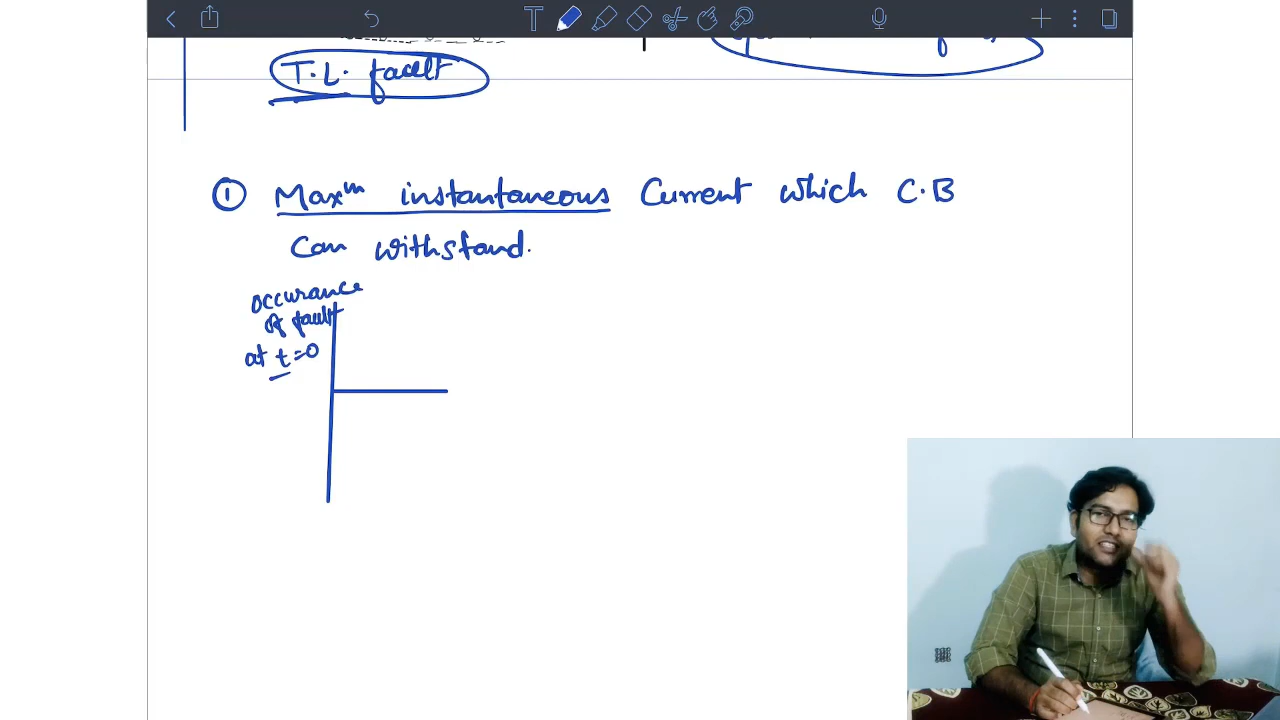 T.L. fault
① Maxᵐ instantaneous Current which C.B
Can withstand.
occurance
of fault
at t=0